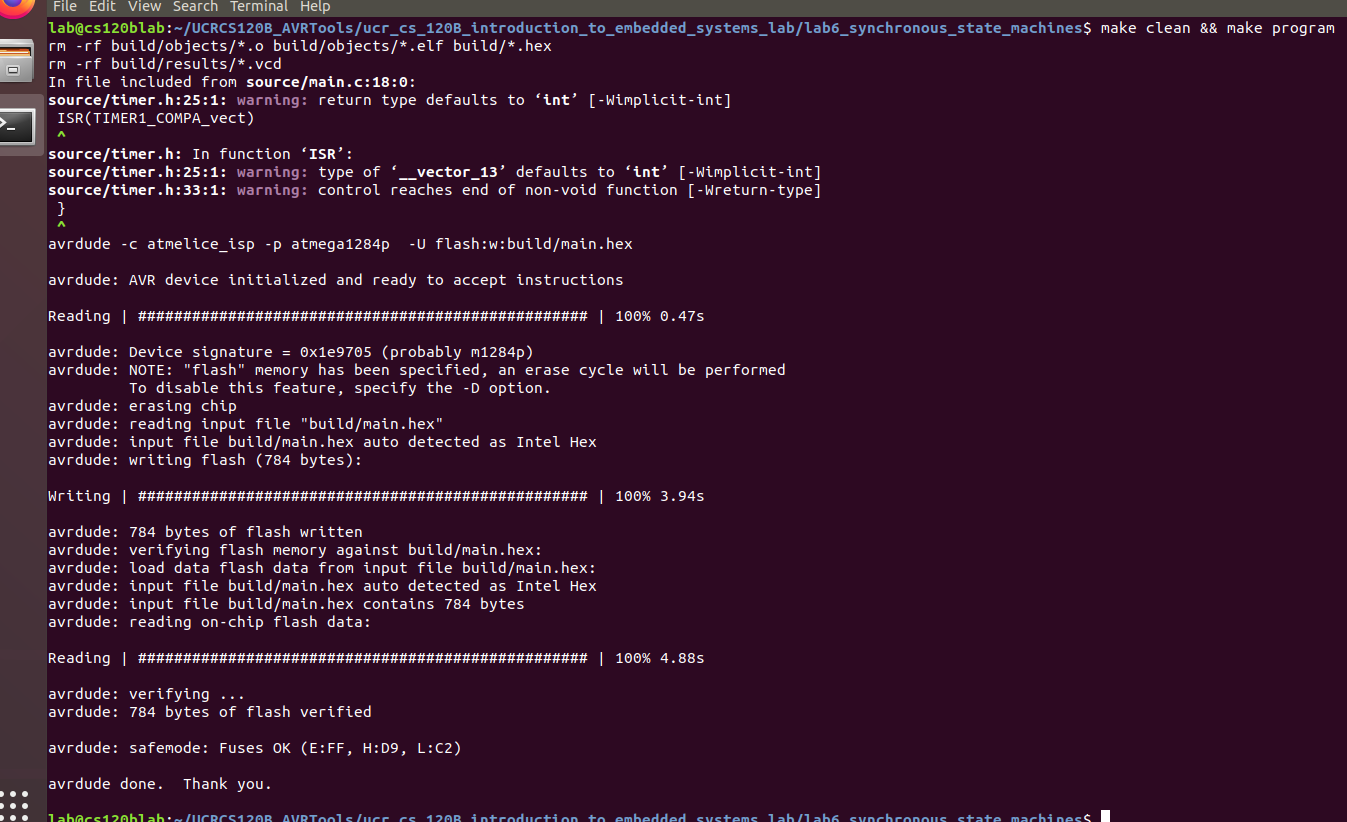 File Edit View Search Terminal Help
lab@cs120blab:~/UCRCS120B_AVRTools/ucr_cs_120B_introduction_to_embedded_systems_lab/lab6_synchronous_state_machines$ make clean && make program
rm -rf build/objects/*.o build/objects/*.elf build/*.hex
rm -rf build/results/*.vcd
In file included from source/main.c:18:0:
source/timer.h:25:1: warning: return type defaults to ‘int’ [-Wimplicit-int]
 ISR(TIMER1_COMPA_vect)
 ^
source/timer.h: In function ‘ISR’:
source/timer.h:25:1: warning: type of ‘__vector_13’ defaults to ‘int’ [-Wimplicit-int]
source/timer.h:33:1: warning: control reaches end of non-void function [-Wreturn-type]
 }
 ^
avrdude -c atmelice_isp -p atmega1284p  -U flash:w:build/main.hex
avrdude: AVR device initialized and ready to accept instructions
Reading | ################################################## | 100% 0.47s
avrdude: Device signature = 0x1e9705 (probably m1284p)
avrdude: NOTE: "flash" memory has been specified, an erase cycle will be performed
         To disable this feature, specify the -D option.
avrdude: erasing chip
avrdude: reading input file "build/main.hex"
avrdude: input file build/main.hex auto detected as Intel Hex
avrdude: writing flash (784 bytes):
Writing | ################################################## | 100% 3.94s
avrdude: 784 bytes of flash written
avrdude: verifying flash memory against build/main.hex:
avrdude: load data flash data from input file build/main.hex:
avrdude: input file build/main.hex auto detected as Intel Hex
avrdude: input file build/main.hex contains 784 bytes
avrdude: reading on-chip flash data:
Reading | ################################################## | 100% 4.88s
avrdude: verifying ...
avrdude: 784 bytes of flash verified
avrdude: safemode: Fuses OK (E:FF, H:D9, L:C2)
avrdude done.  Thank you.
lab@cs120blab:~/UCRCS120B_AVRTools/ucr_cs_120B_introduction_to_embedded_systems_lab/lab6_synchronous_state_machines$